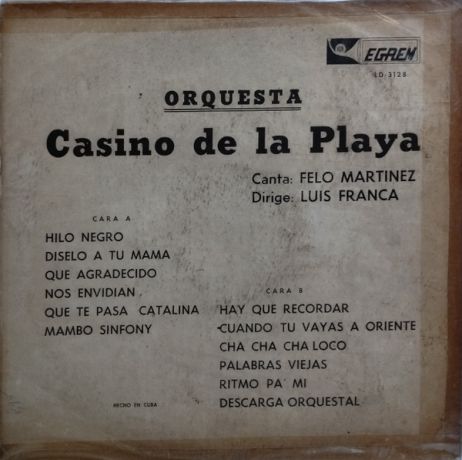 EGREM
LD-3128
ORQUESTA
Casino de la Playa
Canta: FELO MARTINEZ
Dirige: LUIS FRANCA
CARA A
HILO NEGRO
DISELO A TU MAMA
QUE AGRADECIDO
NOS ENVIDIAN
QUE TE PASA CATALINA
MAMBO SINFONY
CARA B
HAY QUE RECORDAR
CUANDO TU VAYAS A ORIENTE
CHA CHA CHA LOCO
PALABRAS VIEJAS
RITMO PA' MI
DESCARGA ORQUESTAL
HECHO EN CUBA